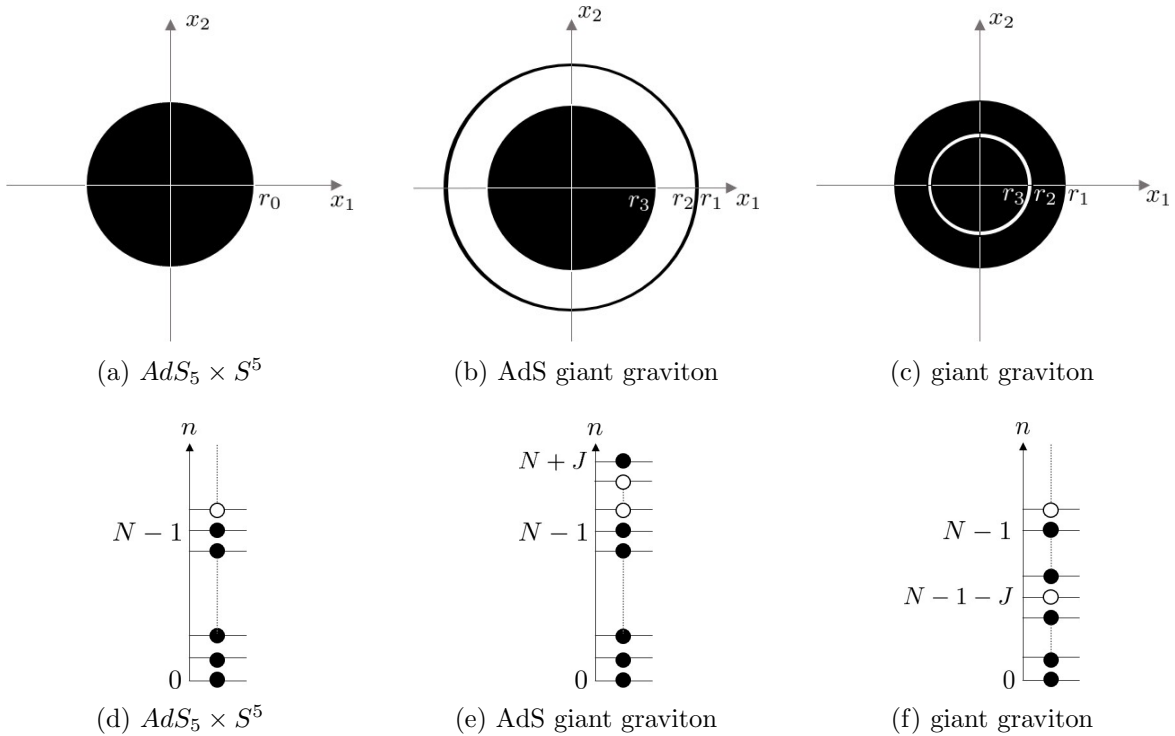 x₂
x₁
r₀
(a) AdS₅ × S⁵
x₂
r₃ r₂ r₁ x₁
(b) AdS giant graviton
x₂
r₃ r₂ r₁
x₁
(c) giant graviton
n
N − 1
0
(d) AdS₅ × S⁵
n
N + J
N − 1
0
(e) AdS giant graviton
n
N − 1
N − 1 − J
0
(f) giant graviton